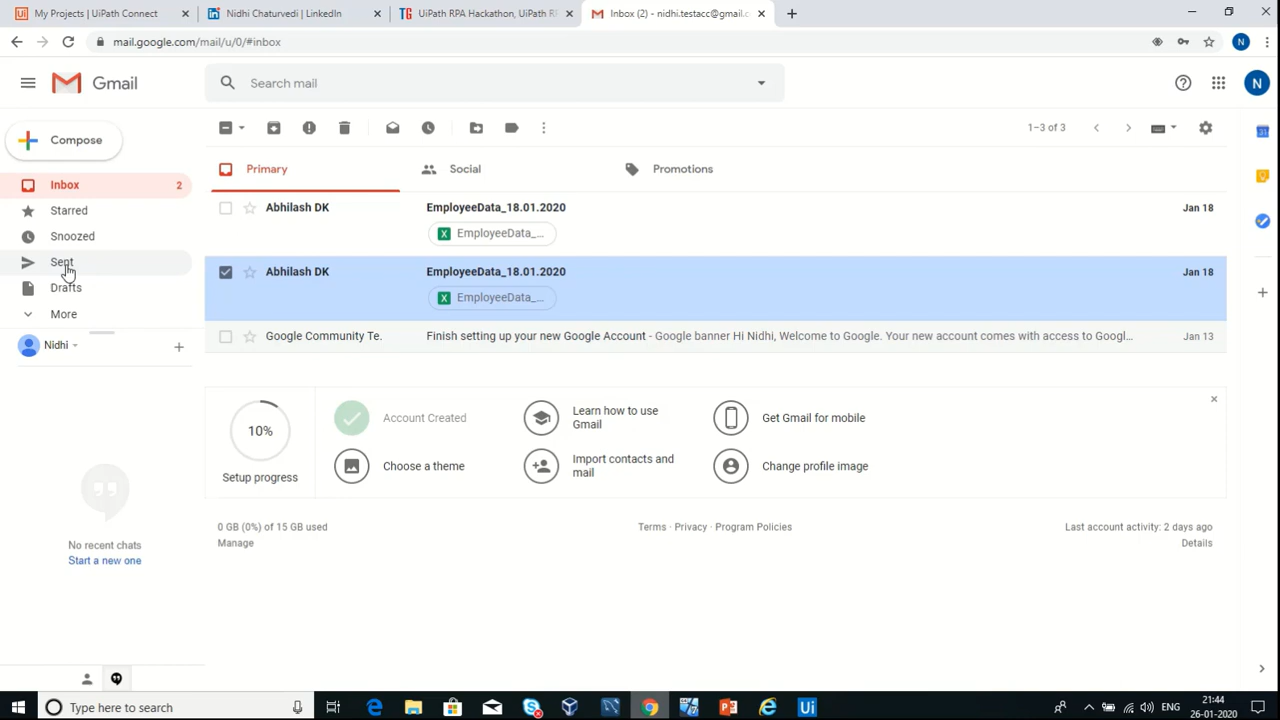 My Projects | UiPath Connect
Nidhi Chaturvedi | LinkedIn
UiPath RPA Hackathon, UiPath RP
Inbox (2) - nidhi.testacc@gmail.c
mail.google.com/mail/u/0/#inbox
N
Gmail
Search mail
N
Compose
1–3 of 3
Primary
Social
Promotions
Inbox
2
Starred
Snoozed
Sent
Drafts
More
Nidhi
Abhilash DK
EmployeeData_18.01.2020
Jan 18
EmployeeData_...
Abhilash DK
EmployeeData_18.01.2020
Jan 18
EmployeeData_...
Google Community Te.
Finish setting up your new Google Account - Google banner Hi Nidhi, Welcome to Google. Your new account comes with access to Googl...
Jan 13
10%
Setup progress
Account Created
Learn how to use
Gmail
Get Gmail for mobile
Choose a theme
Import contacts and
mail
Change profile image
0 GB (0%) of 15 GB used
Manage
Terms · Privacy · Program Policies
Last account activity: 2 days ago
Details
No recent chats
Start a new one
Type here to search
ENG
21:44
26-01-2020